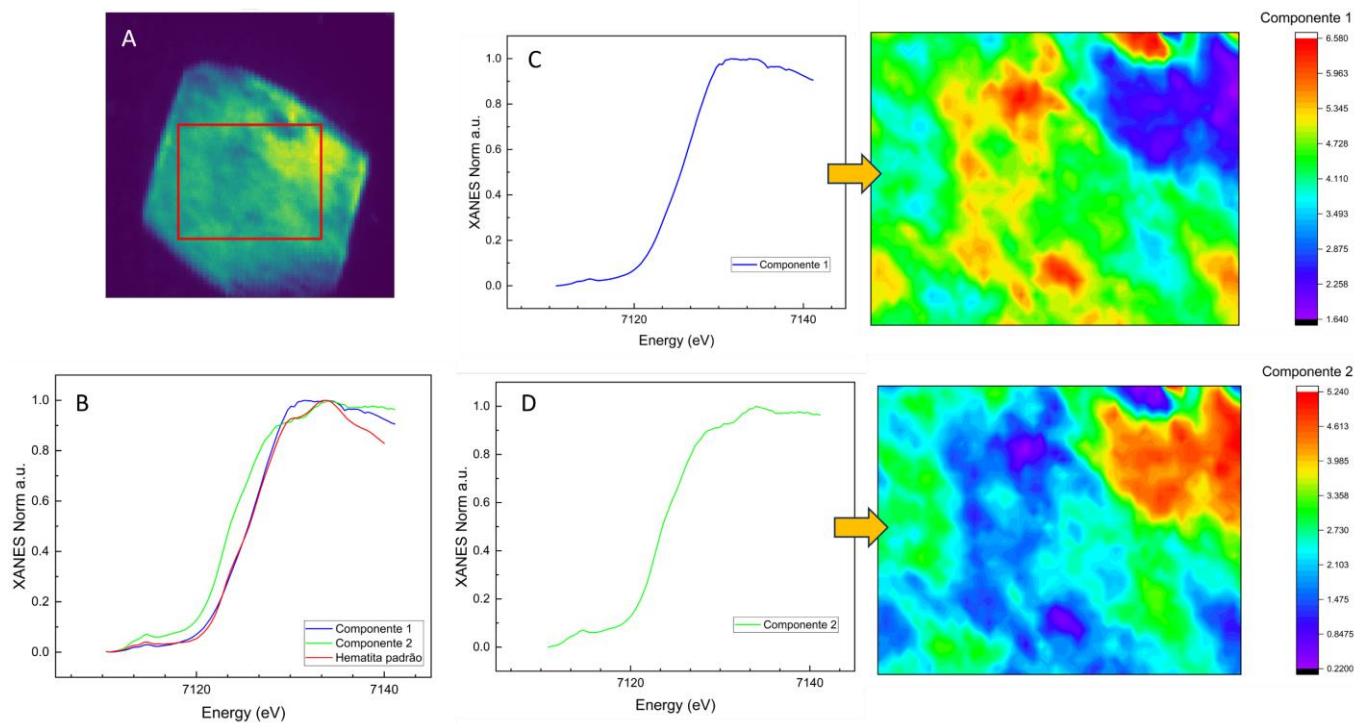 A
B
XANES Norm a.u.
1.0
0.8
0.6
0.4
0.2
0.0
7120
7140
Energy (eV)
Componente 1
Componente 2
Hematita padrão
C
XANES Norm a.u.
1.0
0.8
0.6
0.4
0.2
0.0
7120
7140
Energy (eV)
Componente 1
Componente 1
6.580
5.963
5.345
4.728
4.110
3.493
2.875
2.258
1.640
D
XANES Norm a.u.
1.0
0.8
0.6
0.4
0.2
0.0
7120
7140
Energy (eV)
Componente 2
Componente 2
5.240
4.613
3.985
3.358
2.730
2.103
1.475
0.8475
0.2200